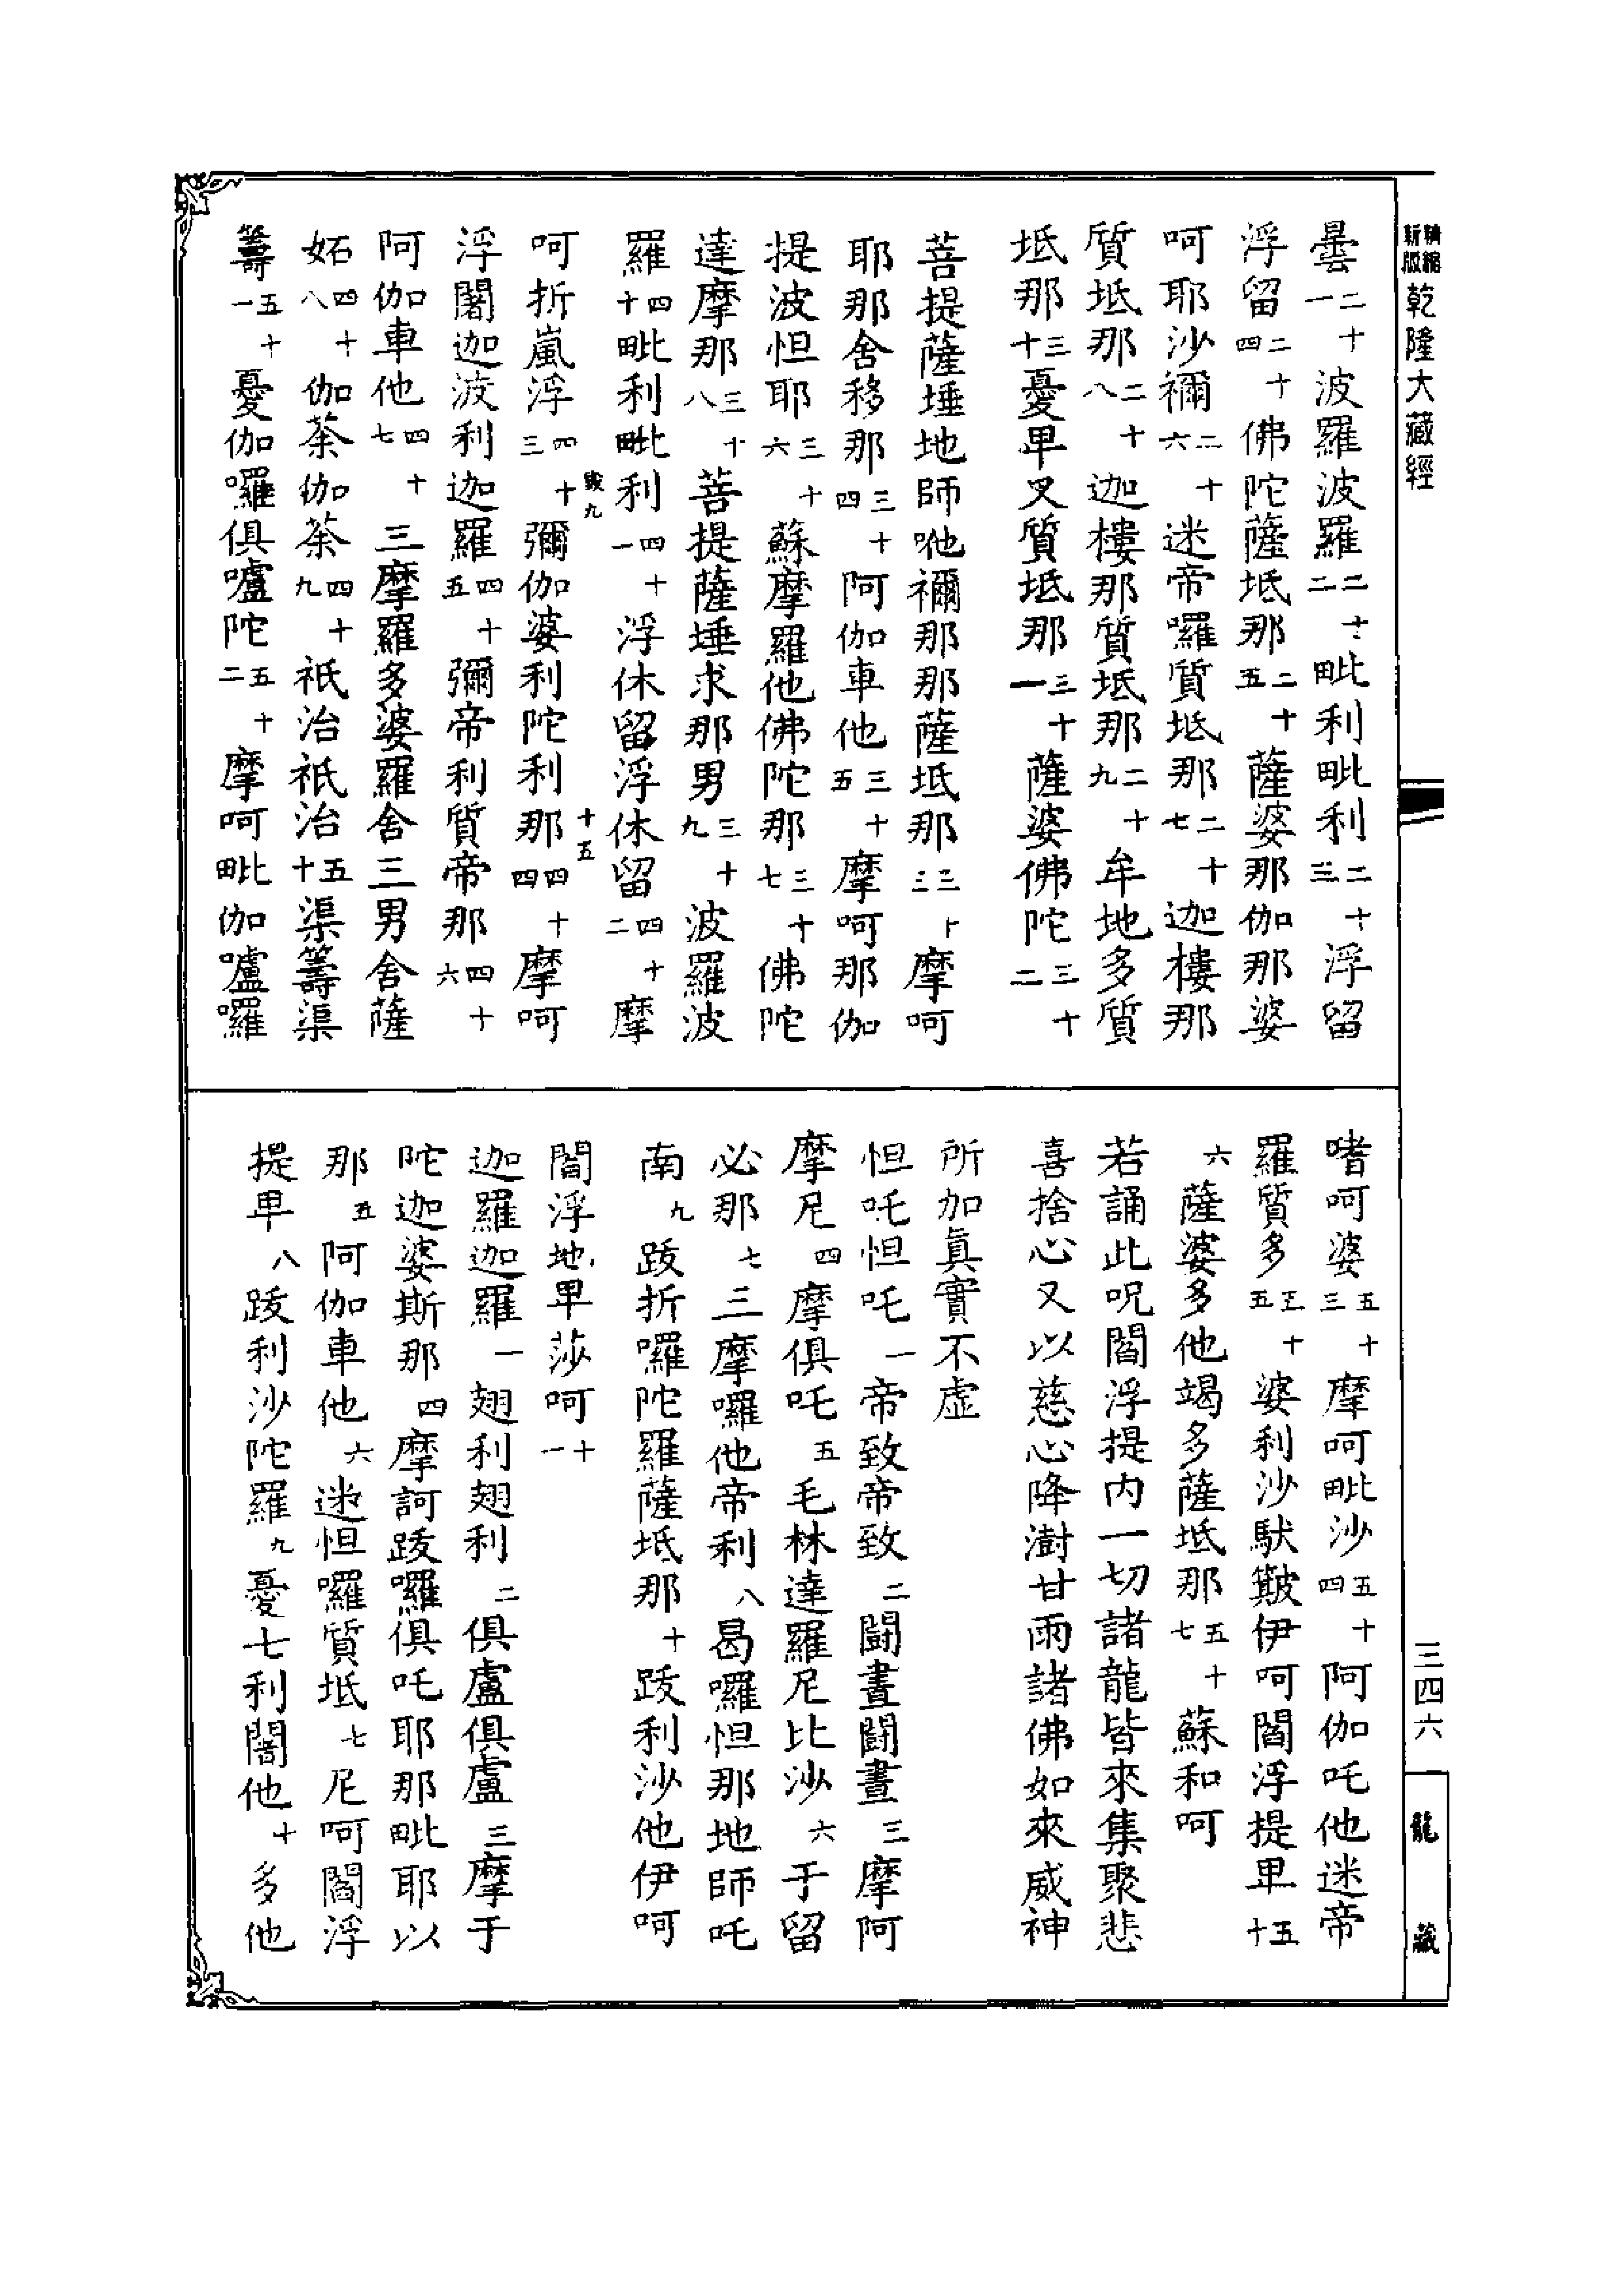 新版精縮乾隆大藏經
三四六
龍藏
曇二十一波羅波羅二十二毗利毗利二十三浮留
浮留二十四佛陀薩坻那二十五薩婆那伽那婆
呵耶沙禰二十六迷帝囉質坻那二十七迦樓那
質坻那二十八迦樓那質坻那二十九牟地多質
坻那三十憂卑叉質坻那三十一薩婆佛陀三十二
菩提薩埵地師咃禰那那薩坻那三十三摩呵
耶那舍移那三十四阿伽車他三十五摩呵那伽
提波怛耶三十六蘇摩羅他佛陀那三十七佛陀
達摩那三十八菩提薩埵求那男三十九波羅波
羅四十毗利毗利四十一浮休留浮休留四十二摩
毀九
十五
呵折嵐浮四十三彌伽婆利陀利那四十四摩呵
浮闍迦波利迦羅四十五彌帝利質帝那四十六
阿伽車他四十七三摩羅多婆羅舍三男舍薩
妬四十八伽荼伽荼四十九祇治祇治五十渠籌渠
籌五十一憂伽囉俱嚧陀五十二摩呵毗伽嚧囉
嗜呵婆五十三摩呵毗沙五十四阿伽吒他迷帝
羅質多五十五婆利沙馱簸伊呵閻浮提卑五十
六薩婆多他竭多薩坻那五十七蘇和呵
若誦此呪閻浮提內一切諸龍皆來集聚悲
喜捨心又以慈心降澍甘雨諸佛如來威神
所加眞實不虛
怛吒怛吒一帝致帝致二鬪晝鬪晝三摩阿
摩尼四摩俱吒五毛林達羅尼比沙六于留
必那七三摩囉他帝利八曷囉怛那地師吒
南九跋折囉陀羅薩坻那十跋利沙他伊呵
閻浮地卑莎呵十一
迦羅迦羅一翅利翅利二俱盧俱盧三摩于
陀迦婆斯那四摩訶跋囉俱吒耶那毗耶以
那五阿伽車他六迷怛囉質坻七尼呵閻浮
提卑八跋利沙陀羅九憂七利闇他十多他